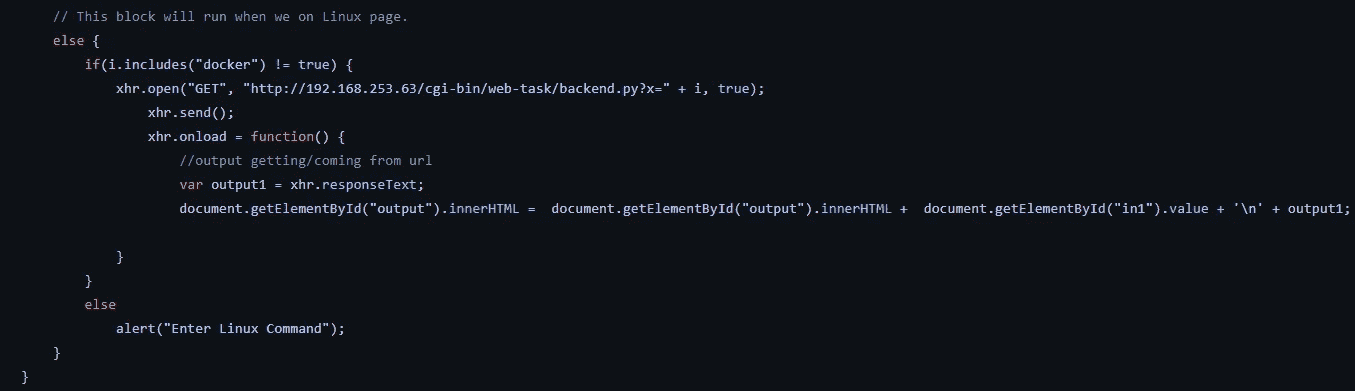 // This block will run when we on Linux page.
else {
if(i.includes("docker") != true) {
xhr.open("GET", "http://192.168.253.63/cgi-bin/web-task/backend.py?x=" + i, true);
xhr.send();
xhr.onload = function() {
//output getting/coming from url
var output1 = xhr.responseText;
document.getElementById("output").innerHTML =  document.getElementById("output").innerHTML +  document.getElementById("in1").value + '\n' + output1;
}
}
else
alert("Enter Linux Command");
}
}